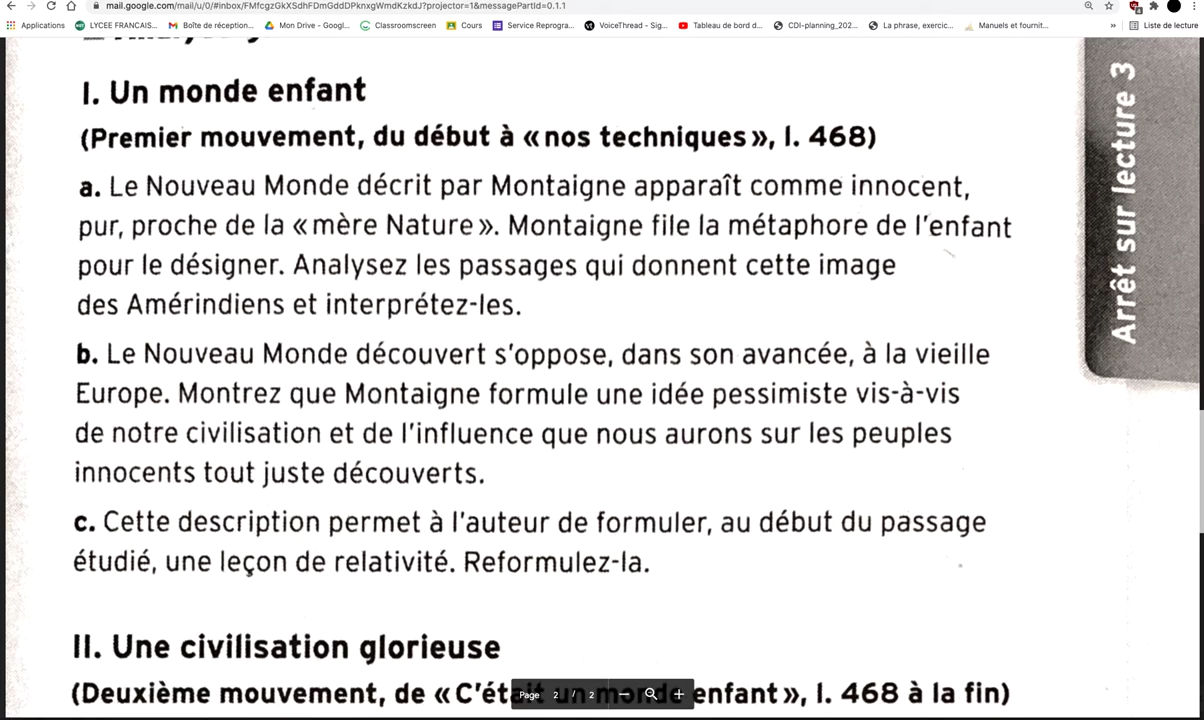 mail.google.com/mail/u/0/#inbox/FMfcgzGkXSdhFDmGddDPknxgWmdKzkdJ?projector=1&messagePartId=0.1.1
Applications LYCEE FRANCAIS... Boîte de réception... Mon Drive - Googl... Classroomscreen Cours Service Reprogra... VoiceThread - Sig... Tableau de bord d... CDI-planning_202... La phrase, exercic... Manuels et fournit... » Liste de lecture
I. Un monde enfant
(Premier mouvement, du début à « nos techniques », l. 468)
a. Le Nouveau Monde décrit par Montaigne apparaît comme innocent,
pur, proche de la « mère Nature ». Montaigne file la métaphore de l'enfant
pour le désigner. Analysez les passages qui donnent cette image
des Amérindiens et interprétez-les.
b. Le Nouveau Monde découvert s'oppose, dans son avancée, à la vieille
Europe. Montrez que Montaigne formule une idée pessimiste vis-à-vis
de notre civilisation et de l'influence que nous aurons sur les peuples
innocents tout juste découverts.
c. Cette description permet à l'auteur de formuler, au début du passage
étudié, une leçon de relativité. Reformulez-la.
II. Une civilisation glorieuse
(Deuxième mouvement, de « C'était un monde enfant », l. 468 à la fin)
Page 2 / 2
Arrêt sur lecture 3